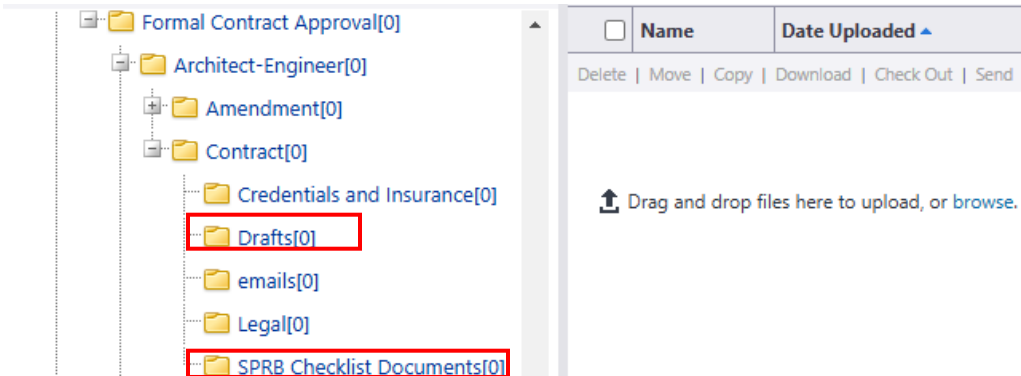 Formal Contract Approval[0]
Architect-Engineer[0]
Amendment[0]
Contract[0]
Credentials and Insurance[0]
Drafts[0]
emails[0]
Legal[0]
SPRB Checklist Documents[0]
Name Date Uploaded
Delete | Move | Copy | Download | Check Out | Send
Drag and drop files here to upload, or browse.